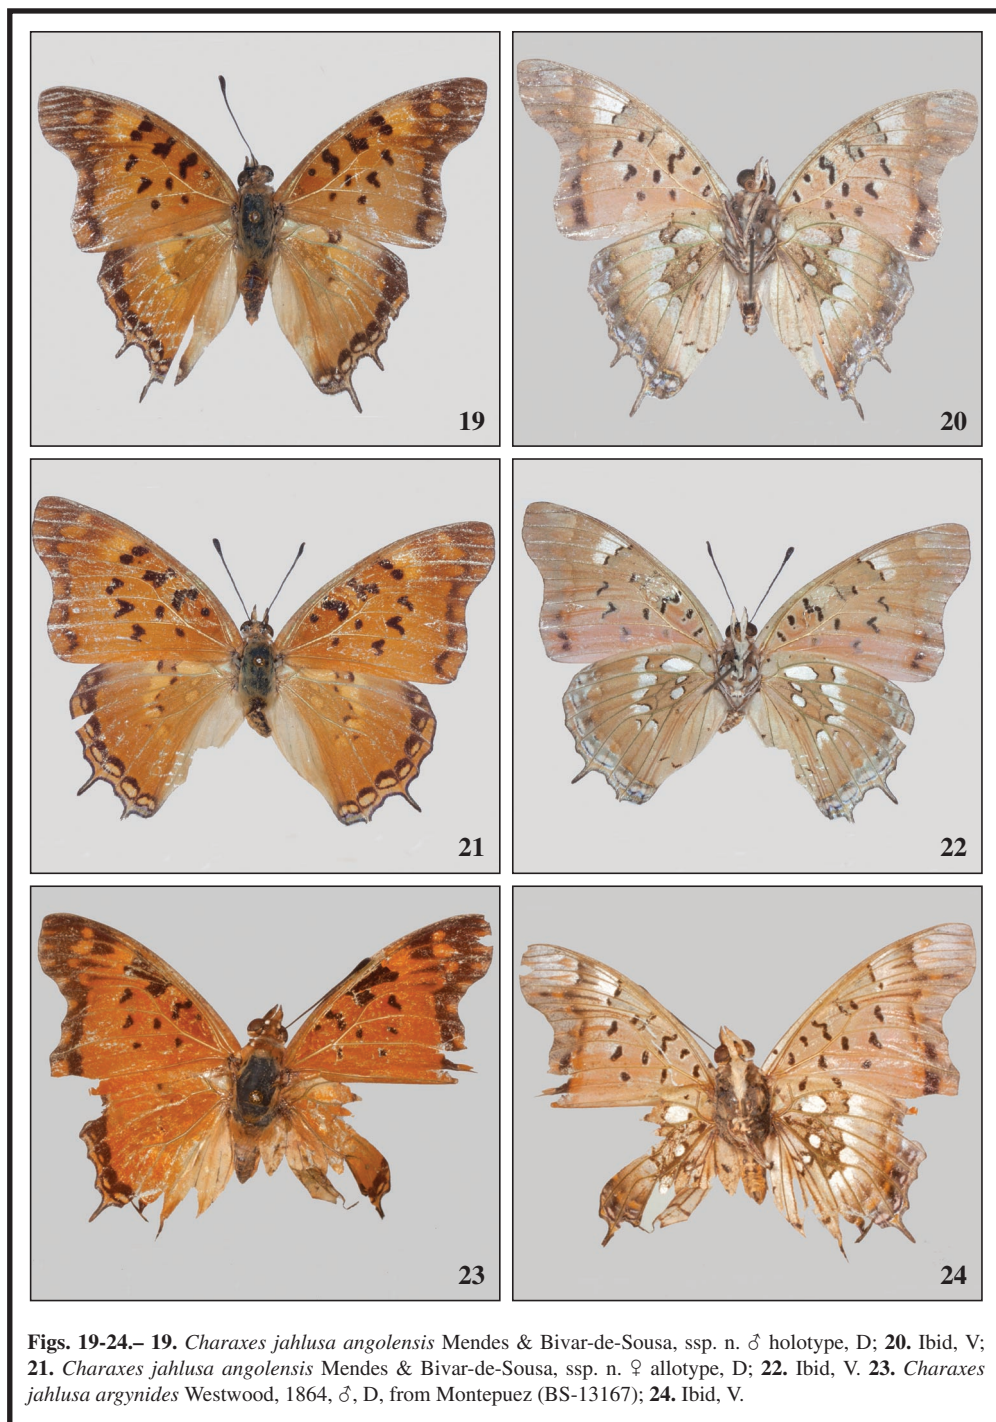 19
20
21
22
23
24
Figs. 19-24.– 19. Charaxes jahlusa angolensis Mendes & Bivar-de-Sousa, ssp. n. ♂ holotype, D; 20. Ibid, V;
21. Charaxes jahlusa angolensis Mendes & Bivar-de-Sousa, ssp. n. ♀ allotype, D; 22. Ibid, V. 23. Charaxes
jahlusa argynides Westwood, 1864, ♂, D, from Montepuez (BS-13167); 24. Ibid, V.